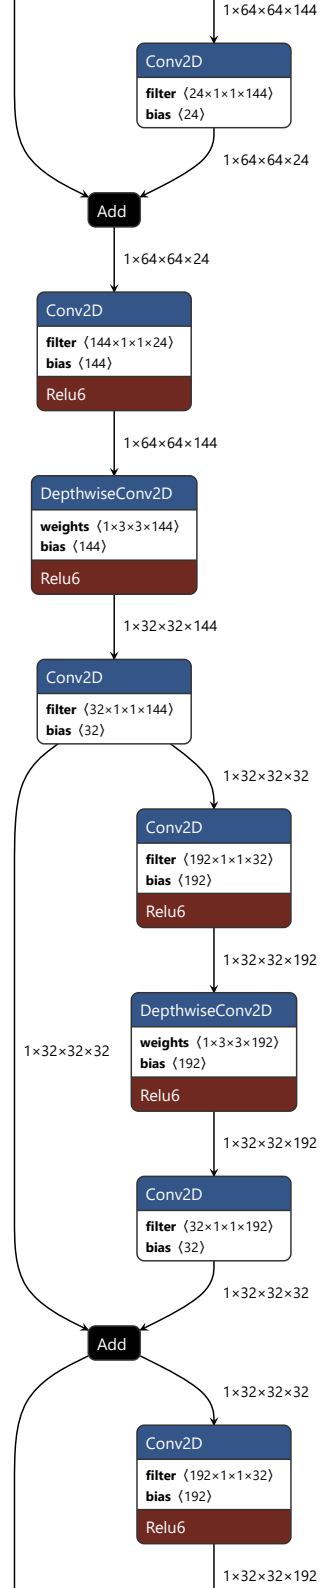 1×64×64×144
Conv2D
filter ⟨24×1×1×144⟩
bias ⟨24⟩
1×64×64×24
Add
1×64×64×24
Conv2D
filter ⟨144×1×1×24⟩
bias ⟨144⟩
Relu6
1×64×64×144
DepthwiseConv2D
weights ⟨1×3×3×144⟩
bias ⟨144⟩
Relu6
1×32×32×144
Conv2D
filter ⟨32×1×1×144⟩
bias ⟨32⟩
1×32×32×32
Conv2D
filter ⟨192×1×1×32⟩
bias ⟨192⟩
Relu6
1×32×32×192
DepthwiseConv2D
weights ⟨1×3×3×192⟩
1×32×32×32
bias ⟨192⟩
Relu6
1×32×32×192
Conv2D
filter ⟨32×1×1×192⟩
bias ⟨32⟩
1×32×32×32
Add
1×32×32×32
Conv2D
filter ⟨192×1×1×32⟩
bias ⟨192⟩
Relu6
1×32×32×192